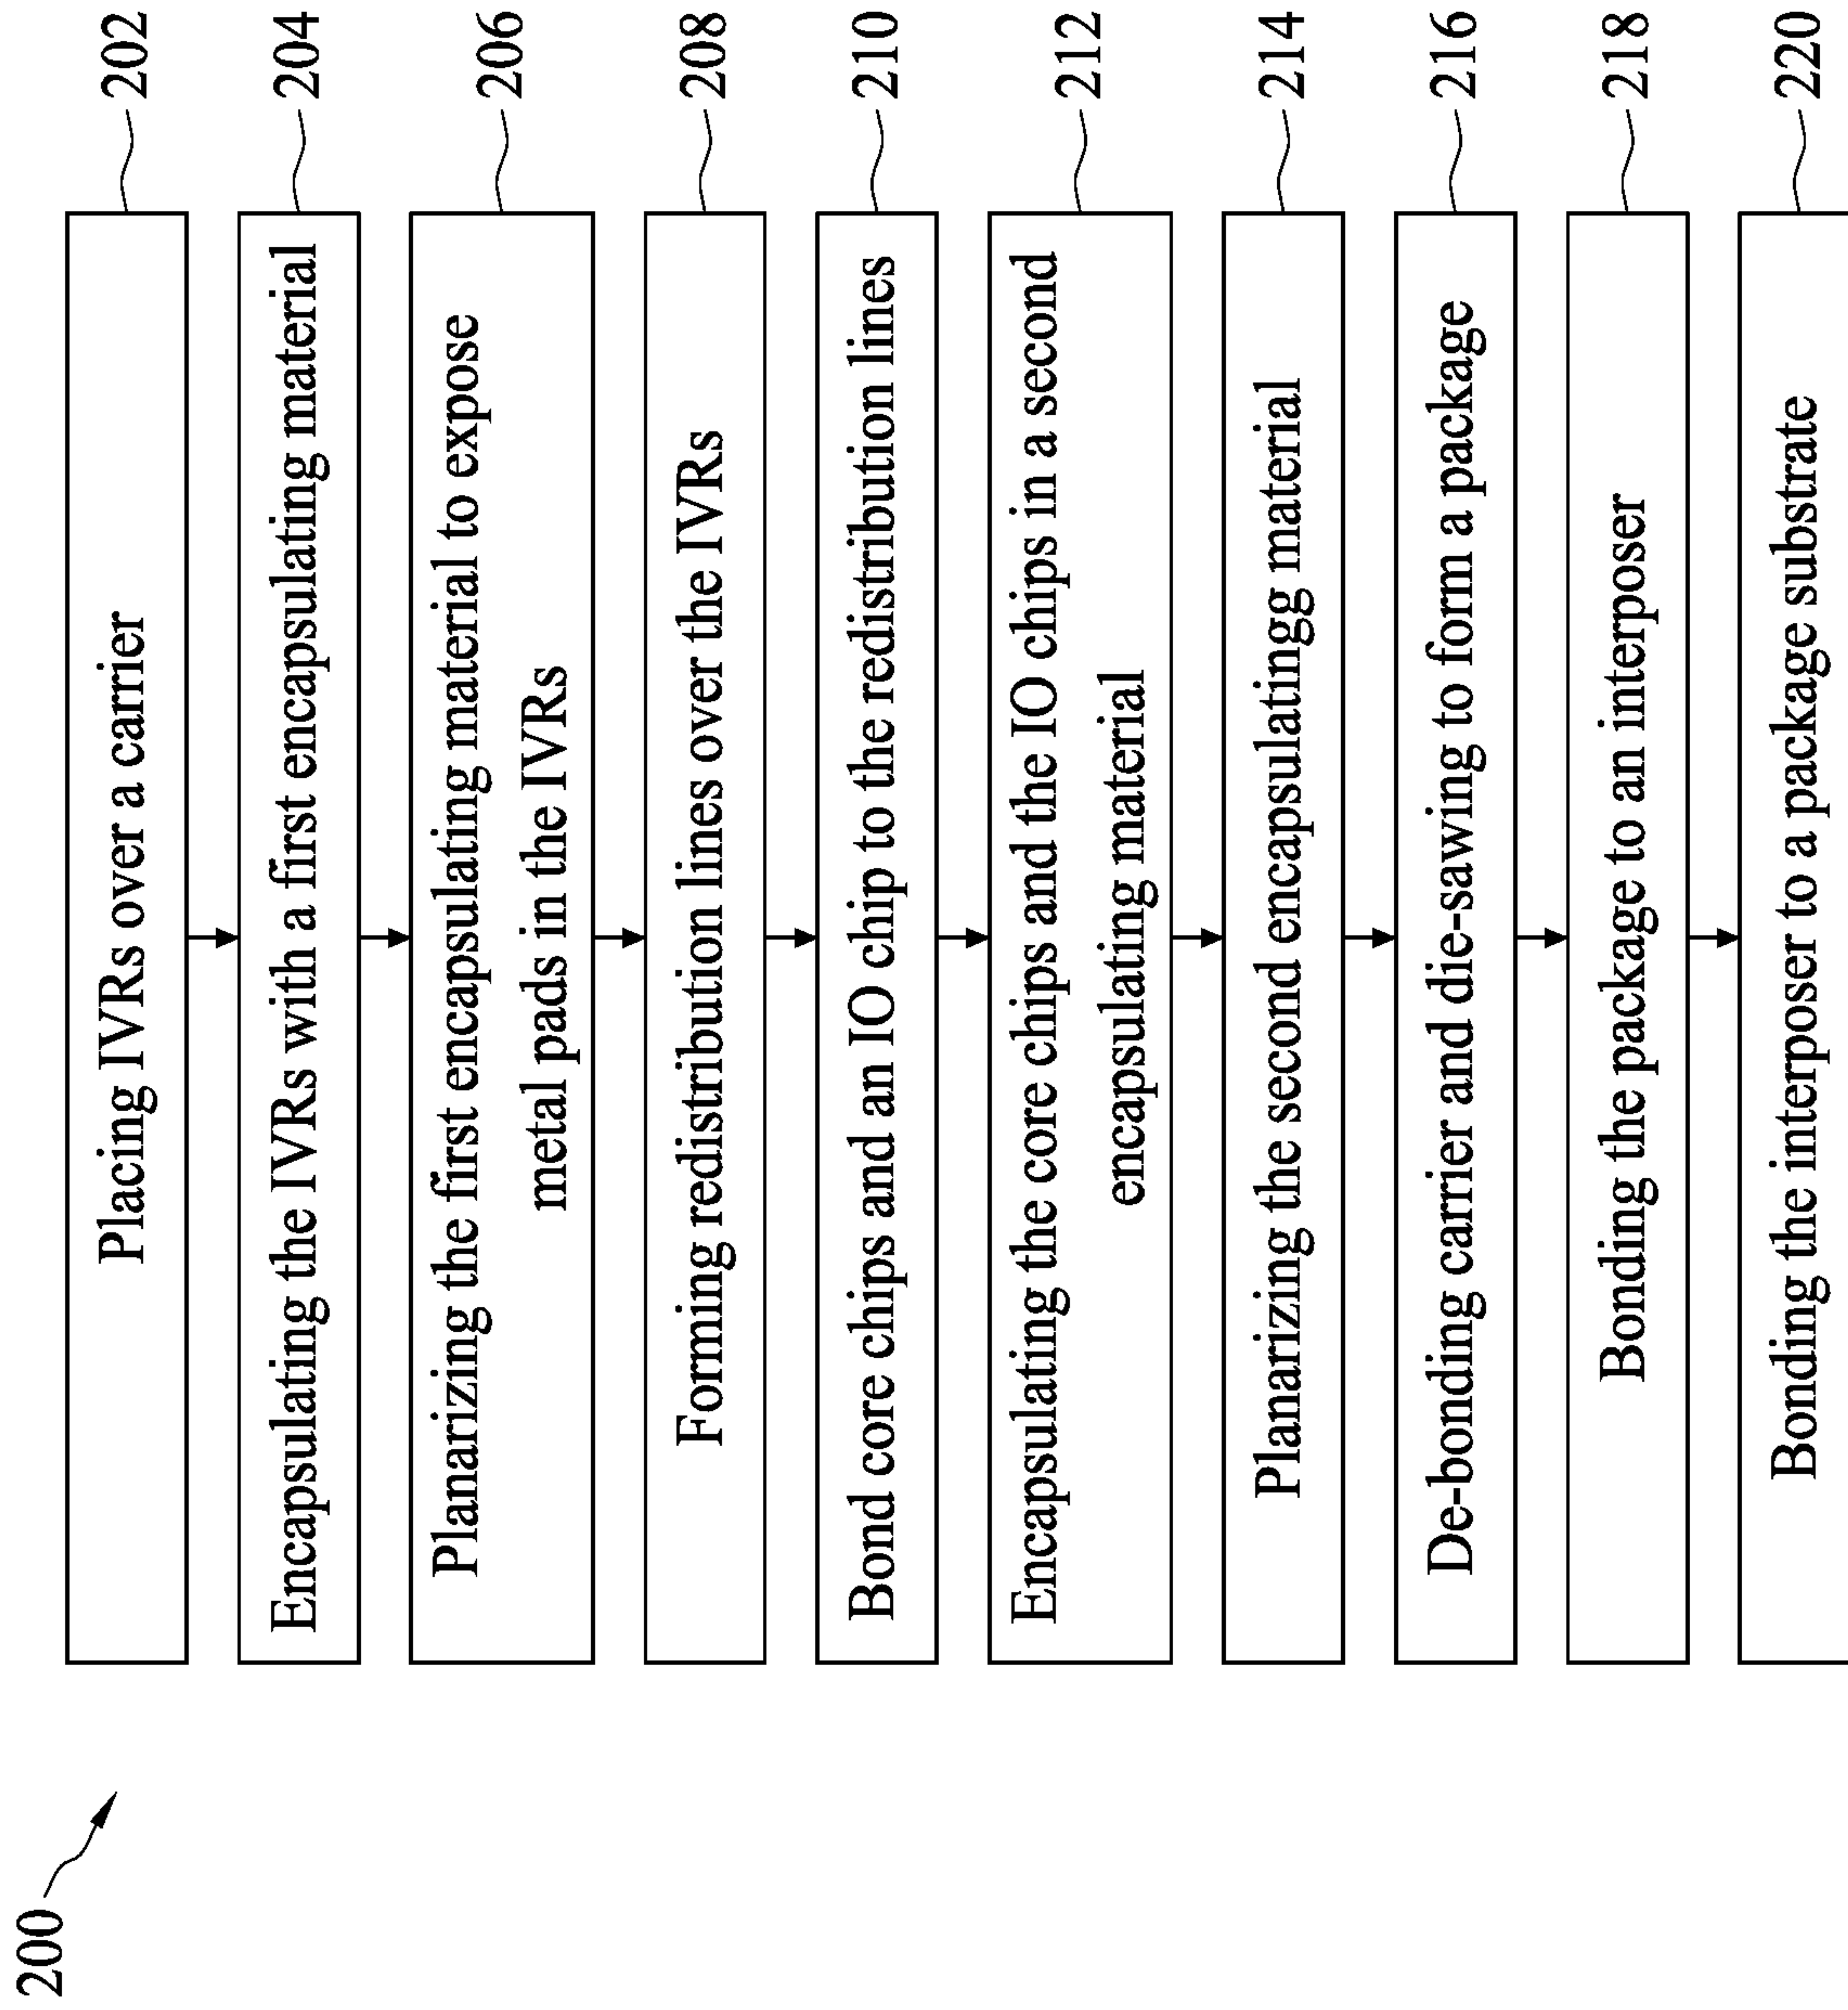 200
Placing IVRs over a carrier
202
Encapsulating the IVRs with a first encapsulating material
204
Planarizing the first encapsulating material to expose
metal pads in the IVRs
206
Forming redistribution lines over the IVRs
208
Bond core chips and an IO chip to the redistribution lines
210
Encapsulating the core chips and the IO chips in a second
encapsulating material
212
Planarizing the second encapsulatingg material
214
De-bonding carrier and die-sawing to form a package
216
Bonding the package to an interposer
218
Bonding the interposer to a package substrate
220